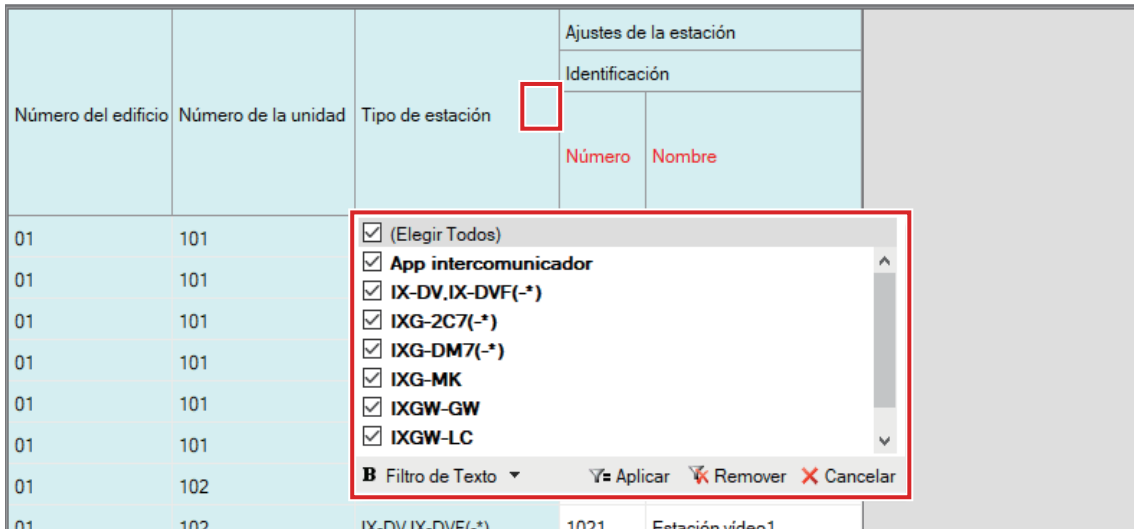 Ajustes de la estación
Identificación
Número del edificio Número de la unidad Tipo de estación
Número Nombre
01 101
01 101
01 101
01 101
01 101
01 101
01 102
01 102 IX-DV,IX-DVF(-*) 1021 Estación vídeo1
(Elegir Todos)
App intercomunicador
IX-DV,IX-DVF(-*)
IXG-2C7(-*)
IXG-DM7(-*)
IXG-MK
IXGW-GW
IXGW-LC
B Filtro de Texto Aplicar Remover Cancelar